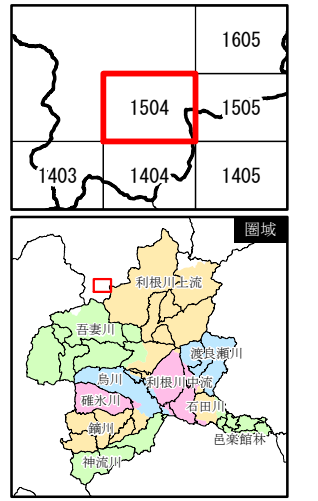 1605
1504
1505
1403
1404
1405
圏域
利根川上流
吾妻川
渡良瀬川
烏川
利根川中流
碓氷川
石田川
鏑川
邑楽館林
神流川